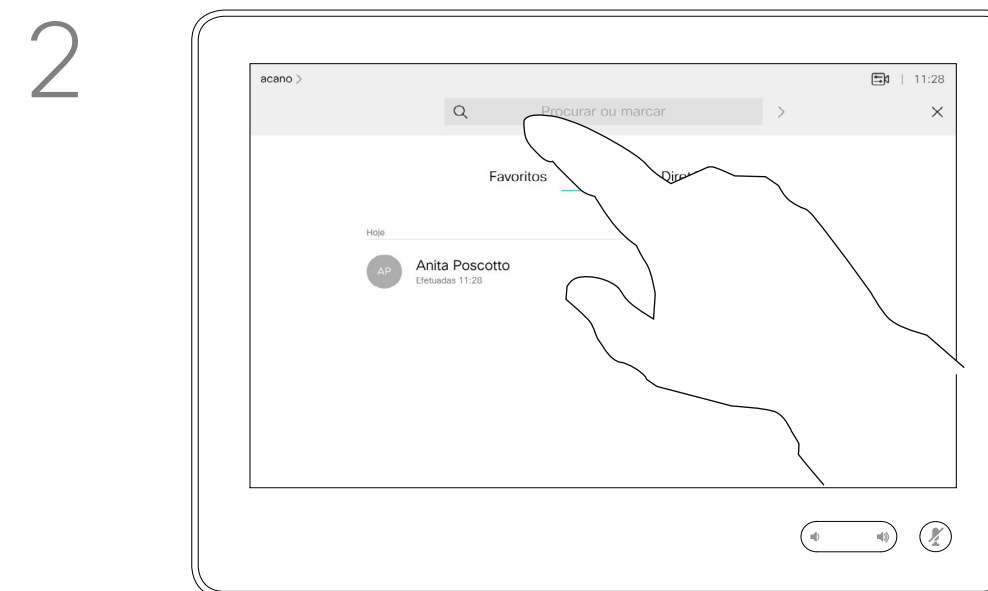 2
acano >
11:28
Procurar ou marcar
Favoritos
Hoje
AP
Anita Poscotto
Efetuadas 11:28